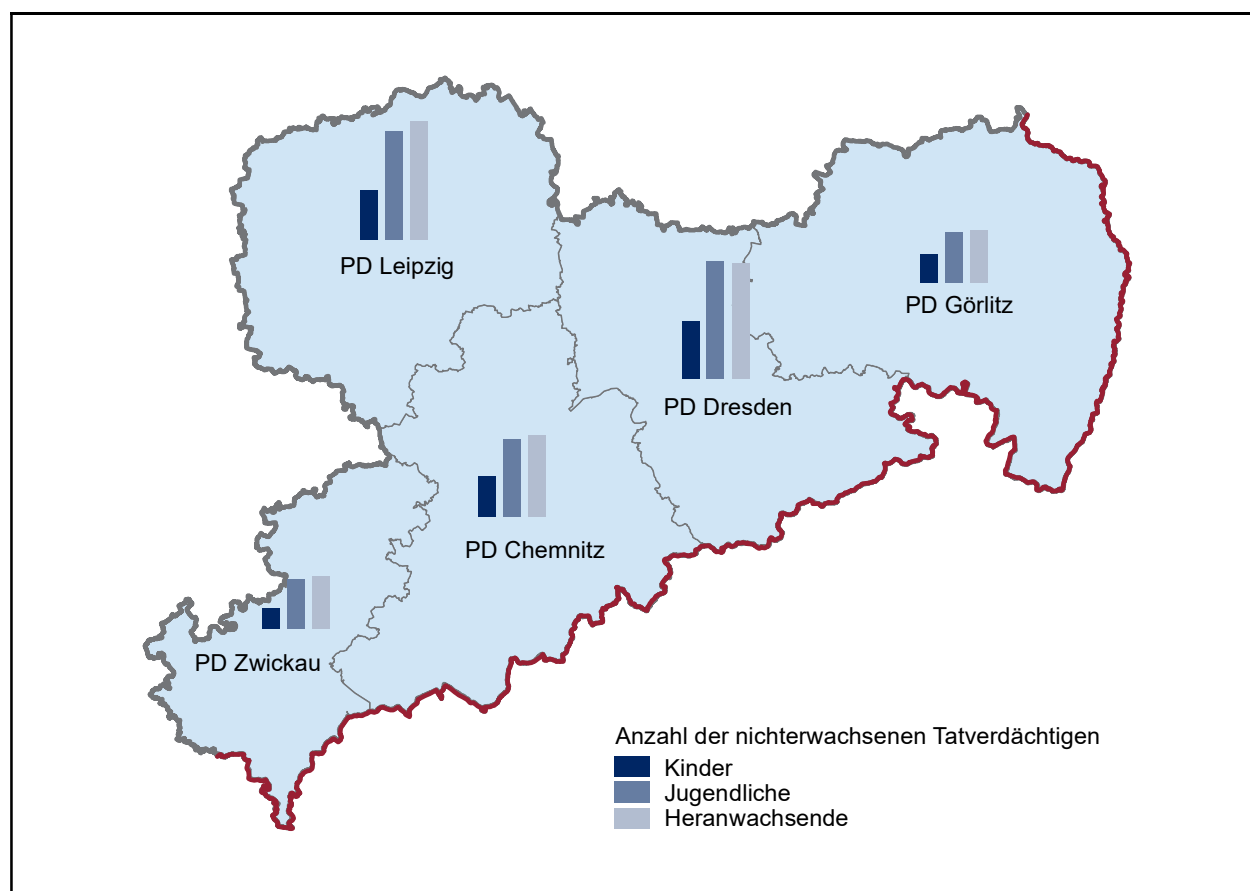 PD Leipzig
PD Görlitz
PD Dresden
PD Chemnitz
PD Zwickau
Anzahl der nichterwachsenen Tatverdächtigen
Kinder
Jugendliche
Heranwachsende